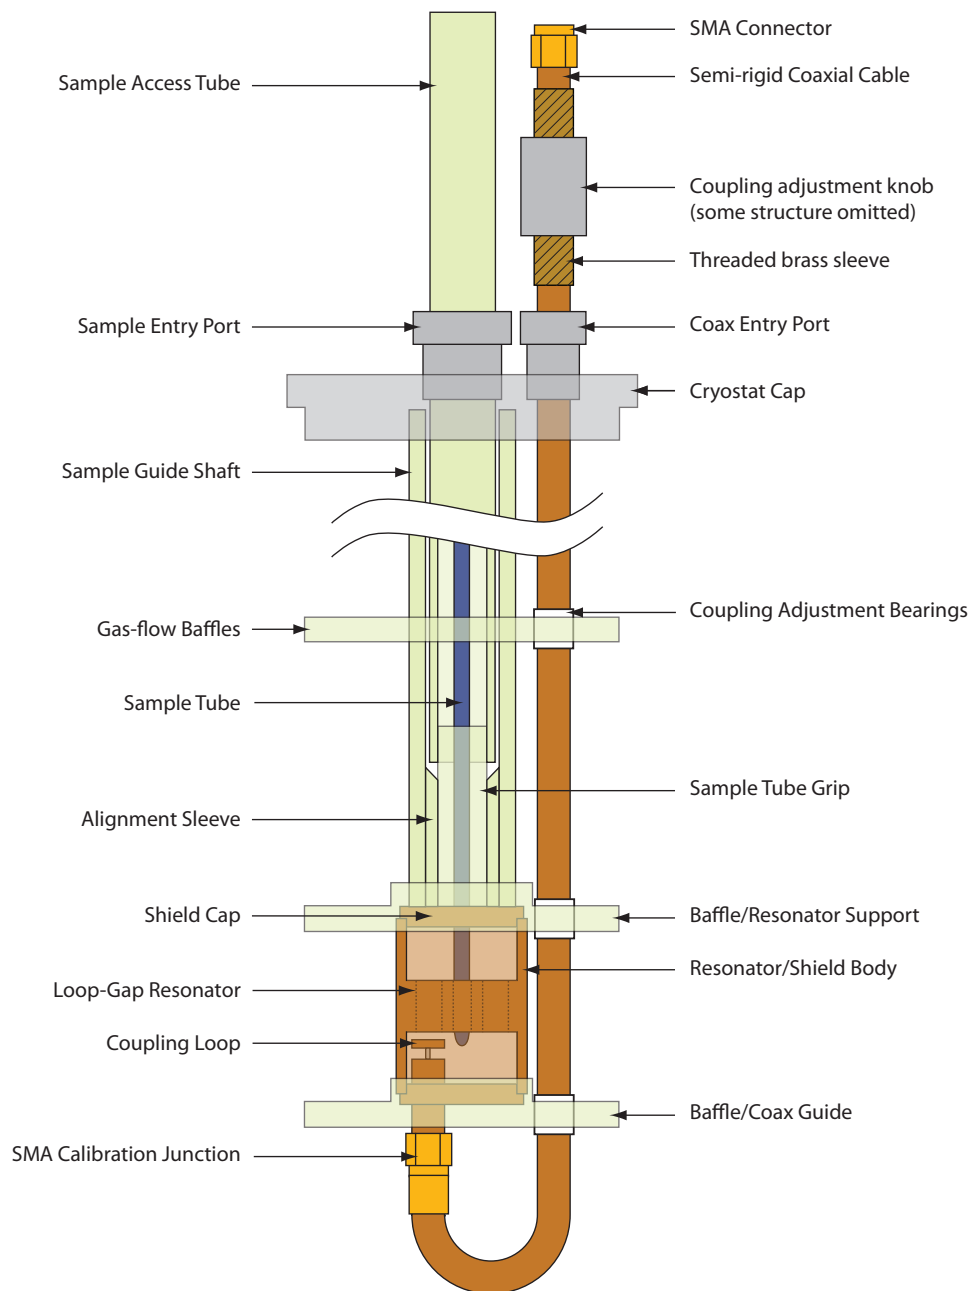 SMA Connector
Semi-rigid Coaxial Cable
Sample Access Tube
Coupling adjustment knob
(some structure omitted)
Threaded brass sleeve
Sample Entry Port
Coax Entry Port
Cryostat Cap
Sample Guide Shaft
Coupling Adjustment Bearings
Gas-flow Baffles
Sample Tube
Sample Tube Grip
Alignment Sleeve
Shield Cap
Baffle/Resonator Support
Resonator/Shield Body
Loop-Gap Resonator
Coupling Loop
Baffle/Coax Guide
SMA Calibration Junction